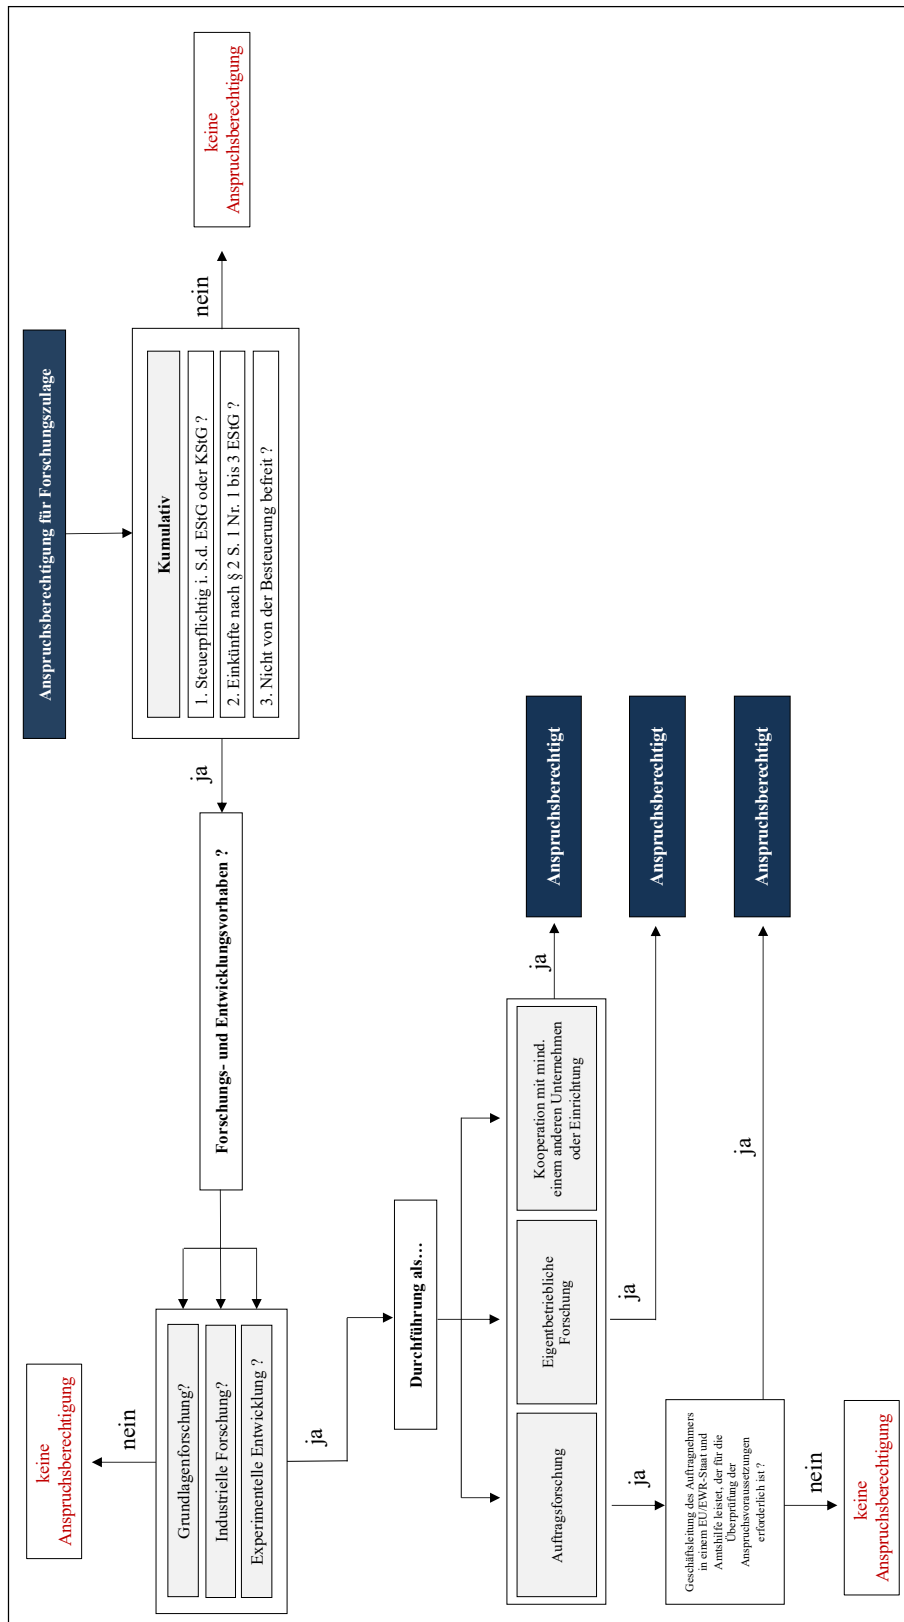 Anspruchsberechtigung für Forschungszulage
Kumulativ
1. Steuerpflichtig i. S.d. EStG oder KStG ?
2. Einkünfte nach § 2 S. 1 Nr. 1 bis 3 EStG ?
3. Nicht von der Besteuerung befreit ?
nein
keine
Anspruchsberechtigung
ja
Forschungs- und Entwicklungsvorhaben ?
Grundlagenforschung?
Industrielle Forschung?
Experimentelle Entwicklung ?
nein
keine
Anspruchsberechtigung
ja
Durchführung als…
Auftragsforschung
Eigenbetriebliche
Forschung
Kooperation mit mind.
einem anderen Unternehmen
oder Einrichtung
ja
Anspruchsberechtigt
ja
Anspruchsberechtigt
ja
Geschäftsleitung des Auftragnehmers
in einem EU/EWR-Staat und
Amtshilfe leistet, der für die
Überprüfung der
Anspruchsvoraussetzungen
erforderlich ist ?
ja
Anspruchsberechtigt
nein
keine
Anspruchsberechtigung